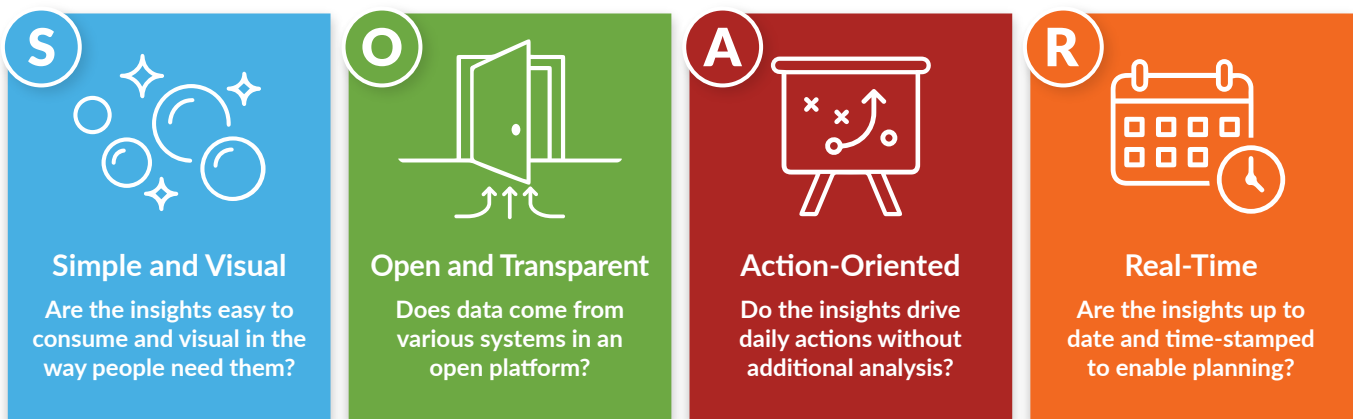 S
Simple and Visual
Are the insights easy to
consume and visual in the
way people need them?
O
Open and Transparent
Does data come from
various systems in an
open platform?
A
Action-Oriented
Do the insights drive
daily actions without
additional analysis?
R
Real-Time
Are the insights up to
date and time-stamped
to enable planning?